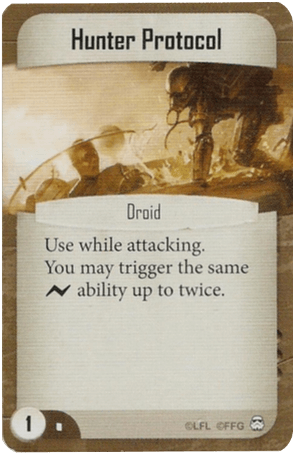 Hunter Protocol
Droid
Use while attacking.
You may trigger the same
ability up to twice.
1
©LFL ©FFG